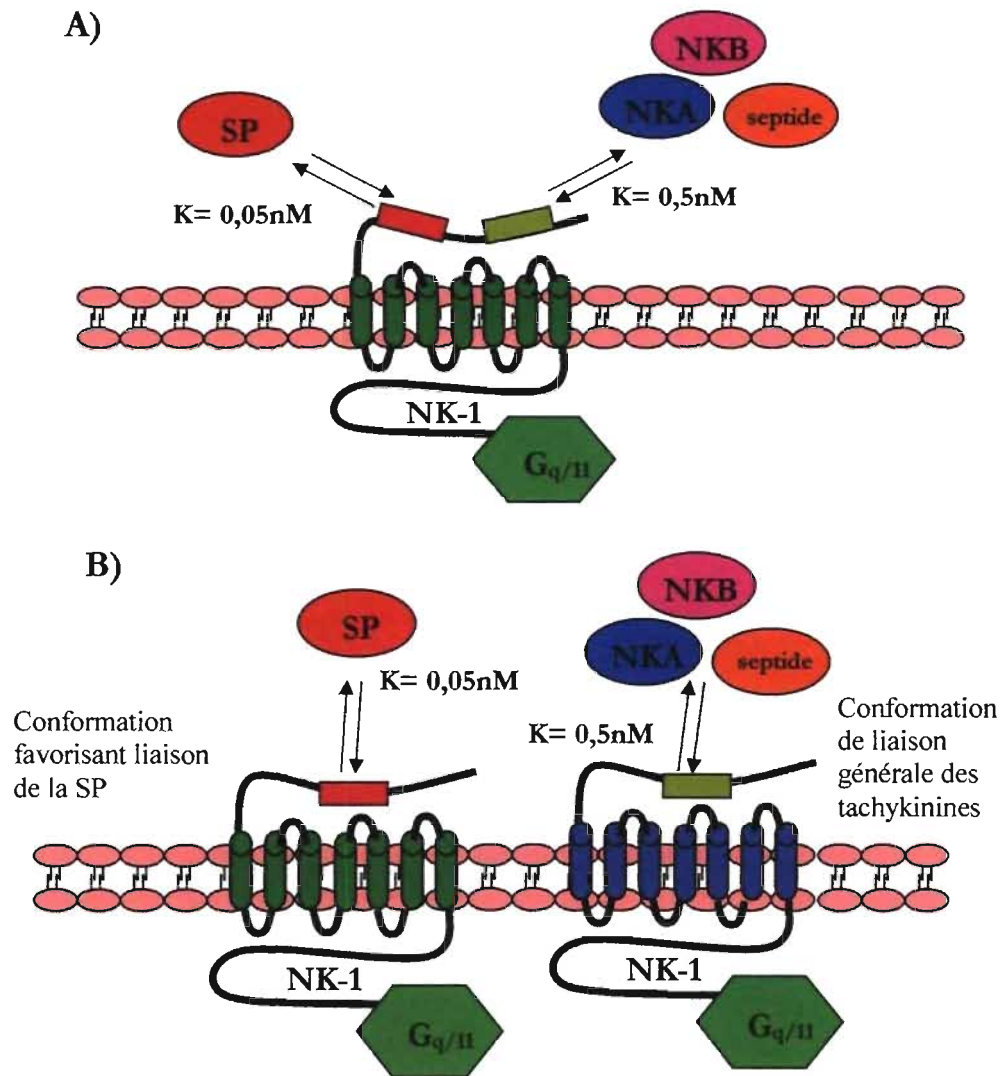 A)
NKB
SP
NKA
septide
K= 0,05nM
K= 0,5nM
NK-1
Gq/11
B)
NKB
SP
NKA
septide
K= 0,05nM
Conformation
favorisant liaison
de la SP
K= 0,5nM
Conformation
de liaison
générale des
tachykinines
NK-1
NK-1
Gq/11
Gq/11